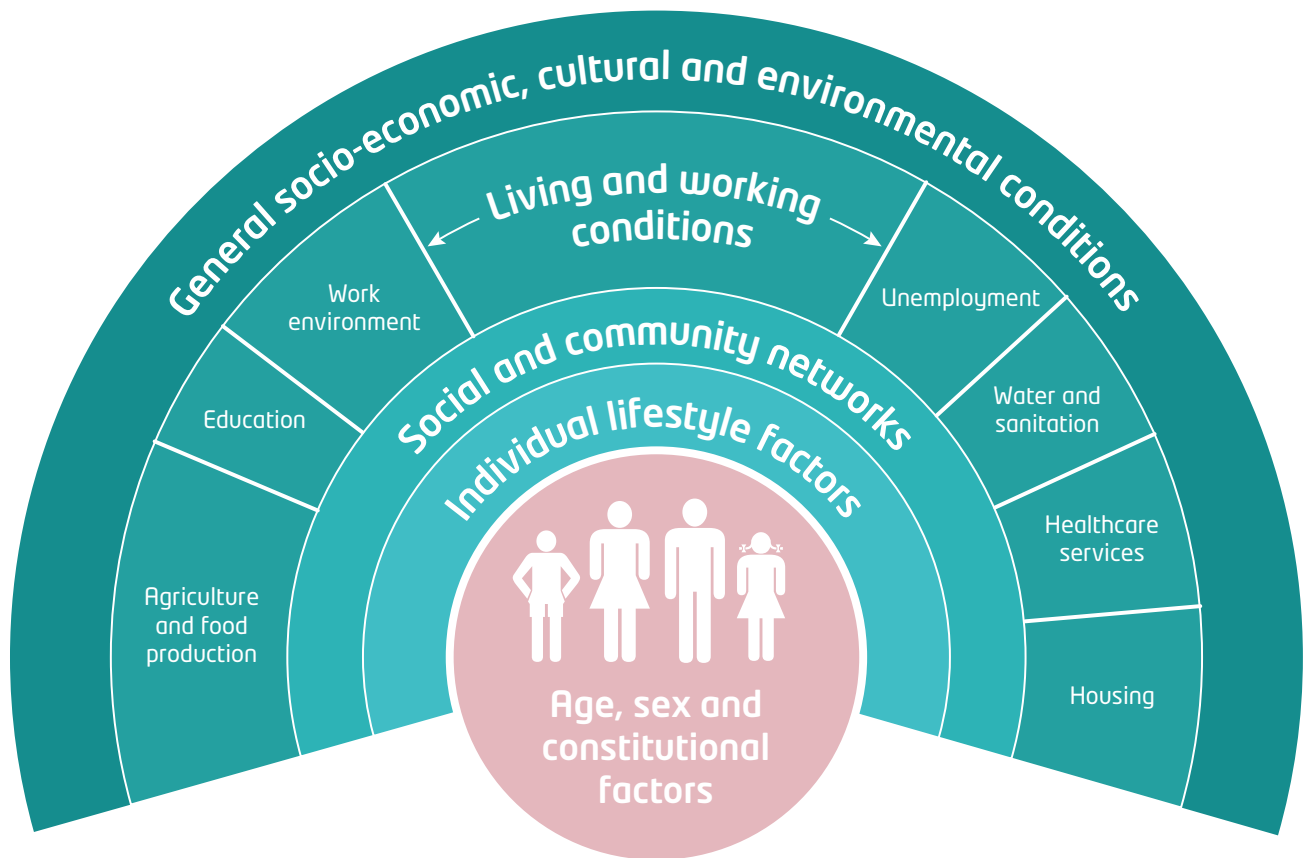 General socio-economic, cultural and environmental conditions
Living and working
conditions
Work
environment
Education
Agriculture
and food
production
Unemployment
Water and
sanitation
Healthcare
services
Housing
Social and community networks
Individual lifestyle factors
Age, sex and
constitutional
factors